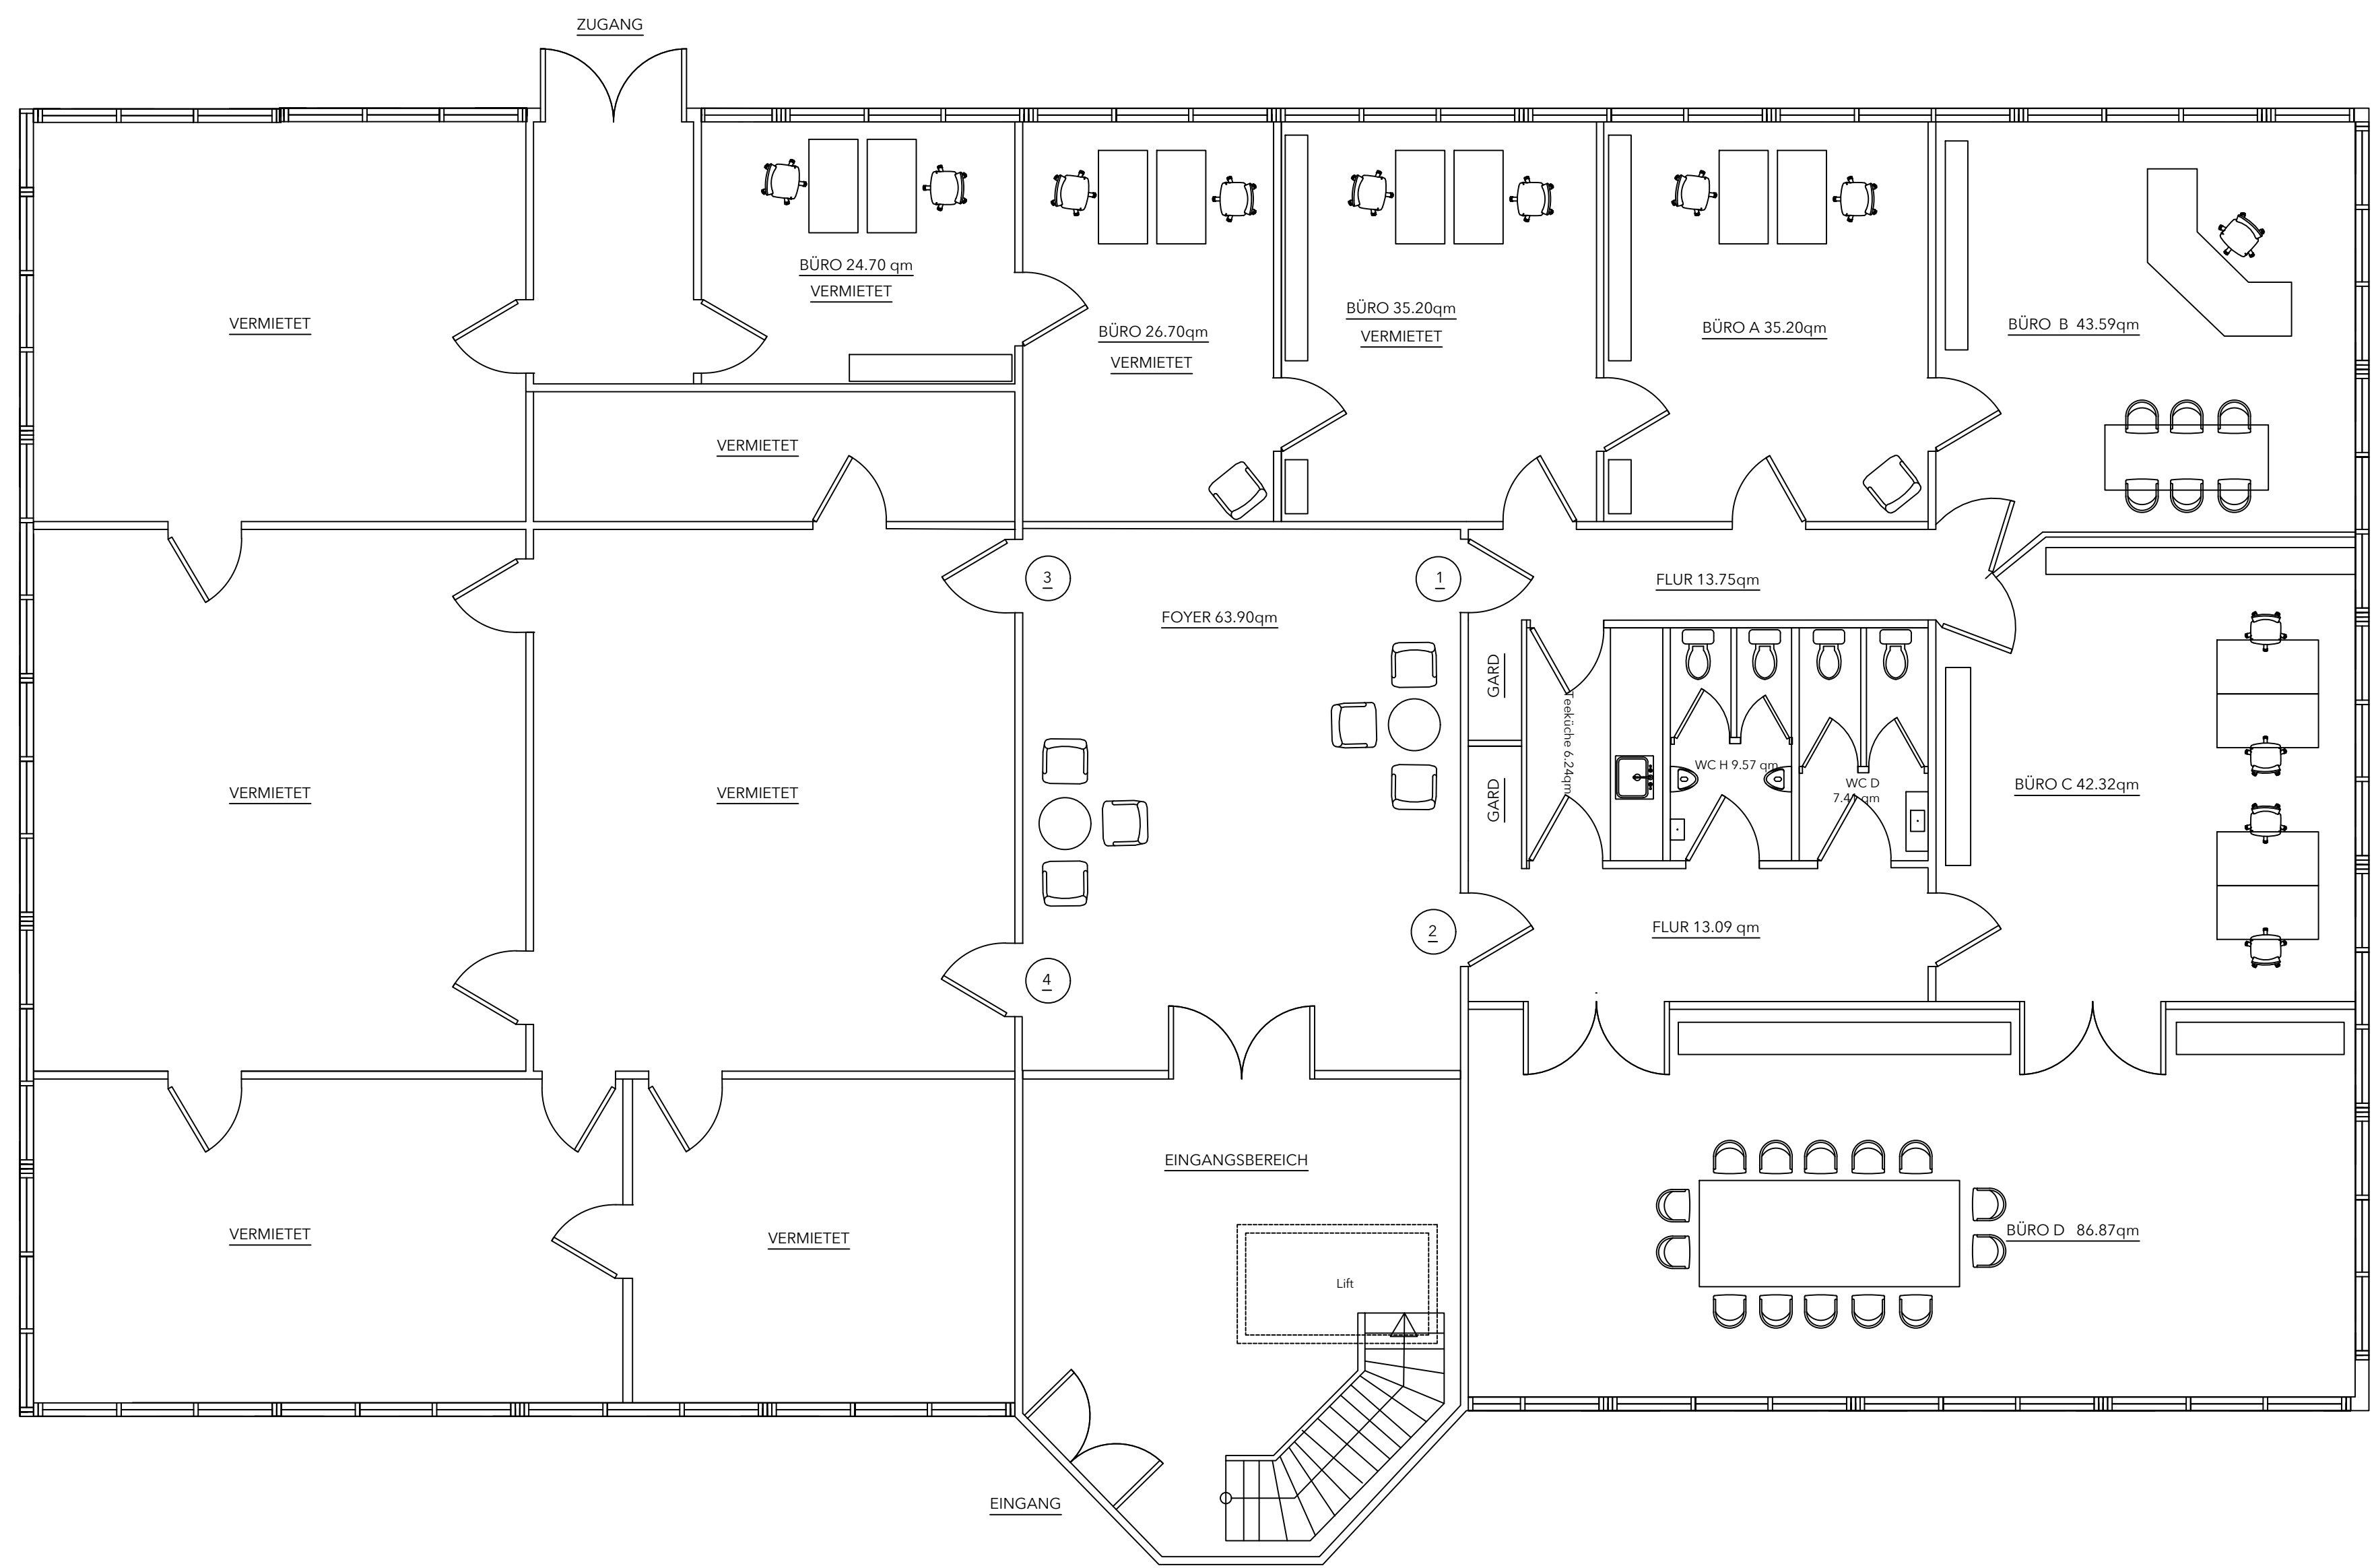 ZUGANG
BÜRO 24.70 qm
VERMIETET
BÜRO 26.70qm
VERMIETET
BÜRO 35.20qm
VERMIETET
BÜRO A 35.20qm
BÜRO B 43.59qm
VERMIETET
VERMIETET
3
1
FLUR 13.75qm
FOYER 63.90qm
GARD
GARD
Teeküche 6.24qm
WC H 9.57 qm
WC D
qm
BÜRO C 42.32qm
VERMIETET
VERMIETET
2
FLUR 13.09 qm
4
EINGANGSBEREICH
VERMIETET
VERMIETET
BÜRO D 86.87qm
Lift
EINGANG